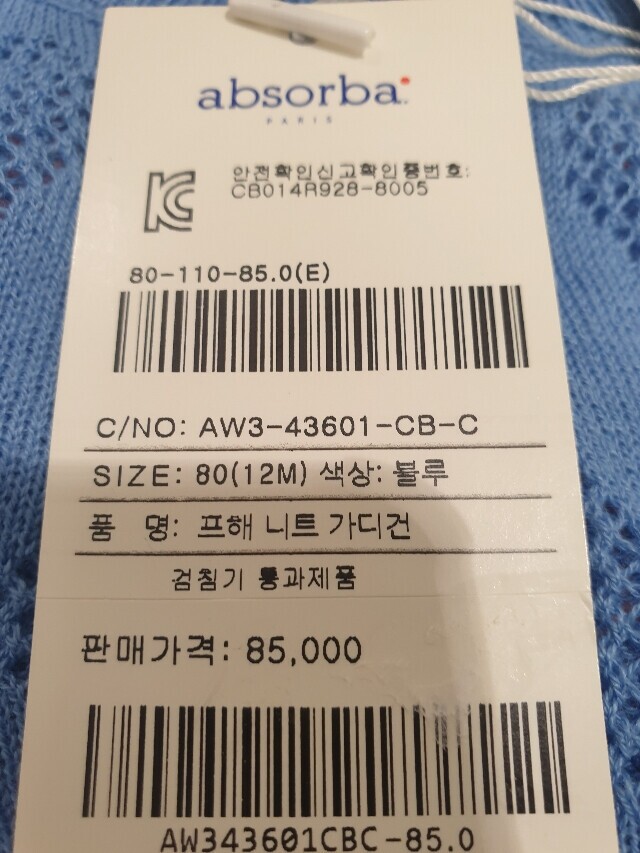 absorba
PARIS
안전확인신고확인증번호:
CB014R928-8005
80-110-85.0(E)
C/NO: AW3-43601-CB-C
SIZE: 80(12M) 색상: 블루
품 명: 프해 니트 가디건
검침기 통과제품
판매가격: 85,000
AW343601CBC-85.0